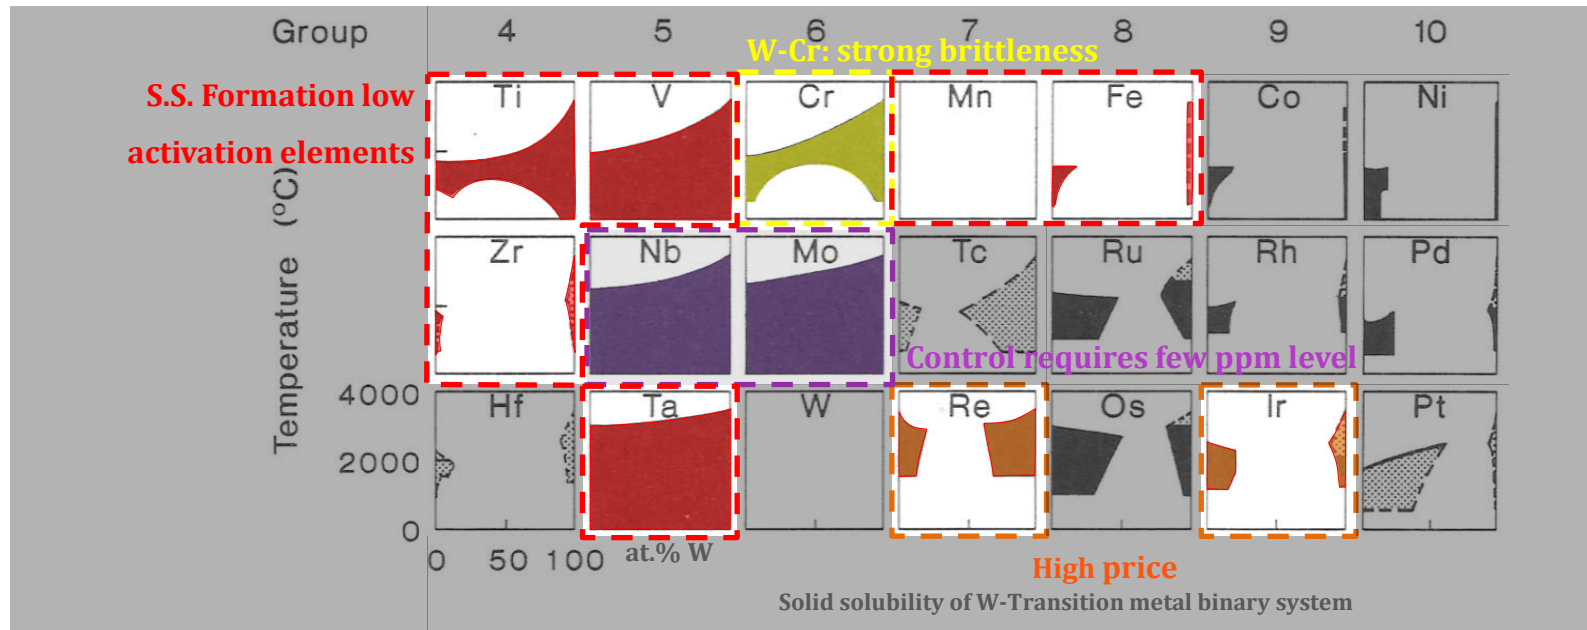 Group 4 5 6 7 8 9 10
W-Cr: strong brittleness
S.S. Formation low
activation elements
Ti V Cr Mn Fe Co Ni
Temperature (°C)
Zr Nb Mo Tc Ru Rh Pd
Control requires few ppm level
4000
2000
0
Hf Ta W Re Os Ir Pt
0 50 100
at.% W
High price
Solid solubility of W-Transition metal binary system